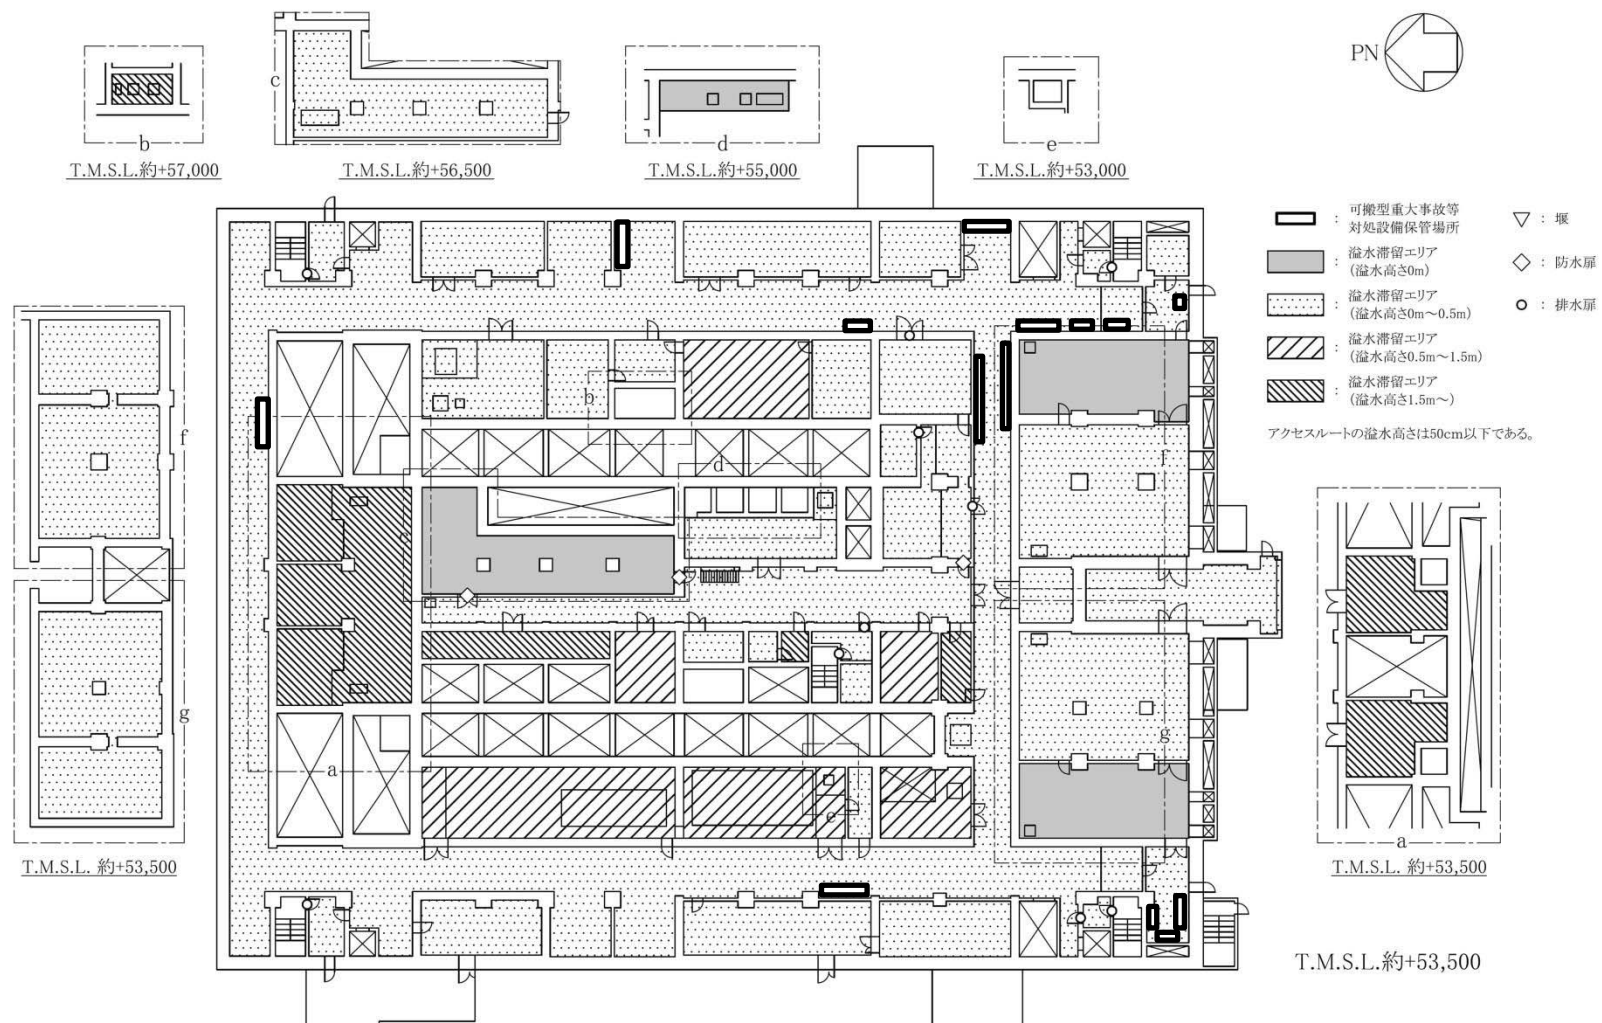 PN
c
b
d
e
T.M.S.L.約+57,000
T.M.S.L.約+56,500
T.M.S.L.約+55,000
T.M.S.L.約+53,000
: 可搬型重大事故等
対処設備保管場所
▽ : 堰
: 溢水滞留エリア
(溢水高さ0m)
◇ : 防水扉
: 溢水滞留エリア
(溢水高さ0m～0.5m)
○ : 排水扉
: 溢水滞留エリア
(溢水高さ0.5m～1.5m)
: 溢水滞留エリア
(溢水高さ1.5m～)
アクセスルートの溢水高さは50cm以下である。
b
f
d
f
c
g
g
a
e
a
T.M.S.L. 約+53,500
T.M.S.L. 約+53,500
T.M.S.L.約+53,500